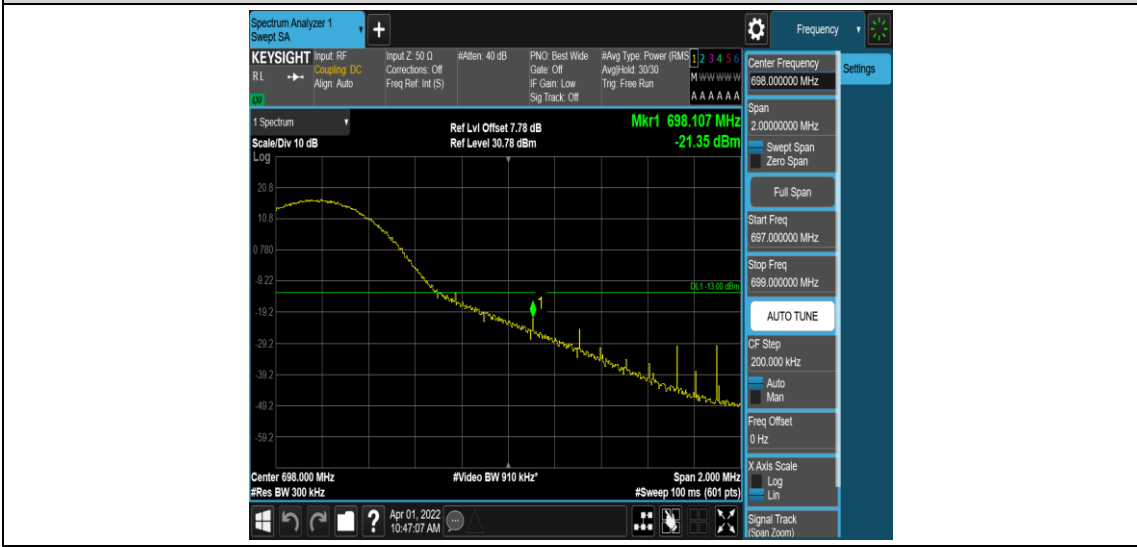 Spectrum Analyzer 1
Swept SA
+
Frequency
KEYSIGHT
RL
LXI
Input: RF
Coupling: DC
Align: Auto
Input Z: 50 Ω
Corrections: Off
Freq Ref: Int (S)
#Atten: 40 dB
PNO: Best Wide
Gate: Off
IF Gain: Low
Sig Track: Off
#Avg Type: Power (RMS
Avg|Hold: 30/30
Trig: Free Run
1 2 3 4 5 6
M W W W W W
A A A A A A
1 Spectrum
Scale/Div 10 dB
Log
Ref Lvl Offset 7.78 dB
Ref Level 30.78 dBm
Mkr1 698.107 MHz
-21.35 dBm
20.8
10.8
0.780
-9.22
DL1 -13.00 dBm
1
-19.2
-29.2
-39.2
-49.2
-59.2
Center 698.000 MHz
#Res BW 300 kHz
#Video BW 910 kHz*
Span 2.000 MHz
#Sweep 100 ms (601 pts)
?
Apr 01, 2022
10:47:07 AM
Center Frequency
698.000000 MHz
Settings
Span
2.00000000 MHz
Swept Span
Zero Span
Full Span
Start Freq
697.000000 MHz
Stop Freq
699.000000 MHz
AUTO TUNE
CF Step
200.000 kHz
Auto
Man
Freq Offset
0 Hz
X Axis Scale
Log
Lin
Signal Track
(Span Zoom)